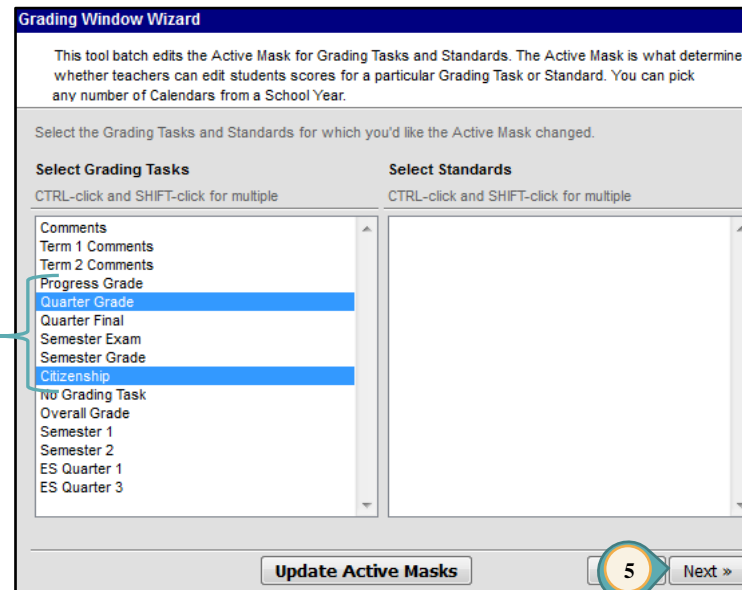 Grading Window Wizard
This tool batch edits the Active Mask for Grading Tasks and Standards. The Active Mask is what determine
whether teachers can edit students scores for a particular Grading Task or Standard. You can pick
any number of Calendars from a School Year.
Select the Grading Tasks and Standards for which you'd like the Active Mask changed.
Select Grading Tasks
CTRL-click and SHIFT-click for multiple
Comments
Term 1 Comments
Term 2 Comments
Progress Grade
Quarter Grade
Quarter Final
Semester Exam
Semester Grade
Citizenship
No Grading Task
Overall Grade
Semester 1
Semester 2
ES Quarter 1
ES Quarter 3
Select Standards
CTRL-click and SHIFT-click for multiple
Update Active Masks
5
Next »